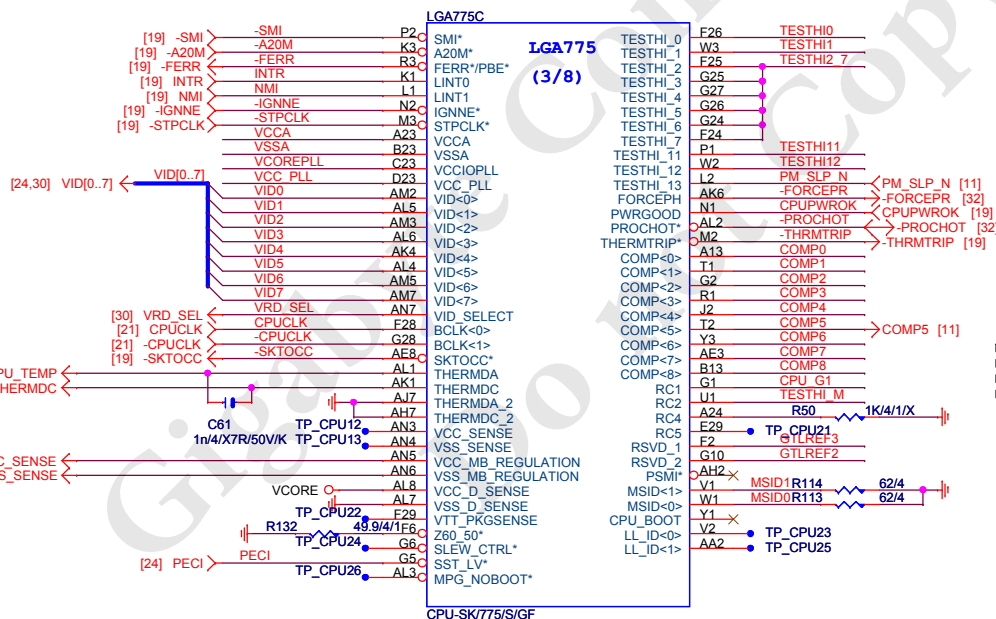 LGA775C
LGA775
(3/8)
[19] -SMI -SMI P2 SMI*
[19] -A20M -A20M K3 A20M*
[19] -FERR -FERR R3 FERR*/PBE*
[19] INTR INTR K1 LINT0
[19] NMI NMI L1 LINT1
[19] -IGNNE -IGNNE N2 IGNNE*
[19] -STPCLK -STPCLK M3 STPCLK*
VCCA A23 VCCA
VSSA B23 VSSA
VCOREPLL C23 VCCIOPLL
[24,30] VID[0..7] VID[0..7] VCC_PLL D23 VCC_PLL
VID0 AM2 VID<0>
VID1 AL5 VID<1>
VID2 AM3 VID<2>
VID3 AL6 VID<3>
VID4 AK4 VID<4>
VID5 AL4 VID<5>
VID6 AM5 VID<6>
VID7 AM7 VID<7>
[30] VRD_SEL VRD_SEL AN7 VID_SELECT
[21] CPUCLK CPUCLK F28 BCLK<0>
[21] -CPUCLK -CPUCLK G28 BCLK<1>
[19] -SKTOCC -SKTOCC AE8 SKTOCC*
PU_TEMP AL1 THERMDA
THERMDC AK1 THERMDC
AJ7 THERMDA_2
AH7 THERMDC_2
C61
1n/4/X7R/50V/K
TP_CPU12 AN3 VCC_SENSE
TP_CPU13 AN4 VSS_SENSE
C_SENSE AN5 VCC_MB_REGULATION
S_SENSE AN6 VSS_MB_REGULATION
VCORE AL8 VCC_D_SENSE
AL7 VSS_D_SENSE
TP_CPU22 F29 VTT_PKGSENSE
R132 49.9/4/1 F6 Z60_50*
TP_CPU24 G6 SLEW_CTRL*
[24] PECI PECI G5 SST_LV*
TP_CPU26 AL3 MPG_NOBOOT*
TESTHI_0 F26 TESTHI0
TESTHI_1 W3 TESTHI1
TESTHI_2 F25 TESTHI2_7
TESTHI_3 G25
TESTHI_4 G27
TESTHI_5 G26
TESTHI_6 G24
TESTHI_7 F24
TESTHI_11 P1 TESTHI11
TESTHI_12 W2 TESTHI12
TESTHI_13 L2 PM_SLP_N PM_SLP_N [11]
FORCEPH AK6 -FORCEPR -FORCEPR [32]
PWRGOOD N1 CPUPWROK CPUPWROK [19]
PROCHOT* AL2 -PROCHOT -PROCHOT [32]
THERMTRIP* M2 -THRMTRIP -THRMTRIP [19]
COMP<0> A13 COMP0
COMP<1> T1 COMP1
COMP<2> G2 COMP2
COMP<3> R1 COMP3
COMP<4> J2 COMP4
COMP<5> T2 COMP5 COMP5 [11]
COMP<6> Y3 COMP6
COMP<7> AE3 COMP7
COMP<8> B13 COMP8
RC1 G1 CPU_G1
RC2 U1 TESTHI_M
RC4 A24 R50 1K/4/1/X
RC5 E29 TP_CPU21
RSVD_1 F2 GTLREF3
RSVD_2 G10 GTLREF2
PSMI* AH2
MSID<1> V1 MSID1 R114 62/4
MSID<0> W1 MSID0 R113 62/4
CPU_BOOT Y1
LL_ID<0> V2 TP_CPU23
LL_ID<1> AA2 TP_CPU25
CPU-SK/775/S/GF